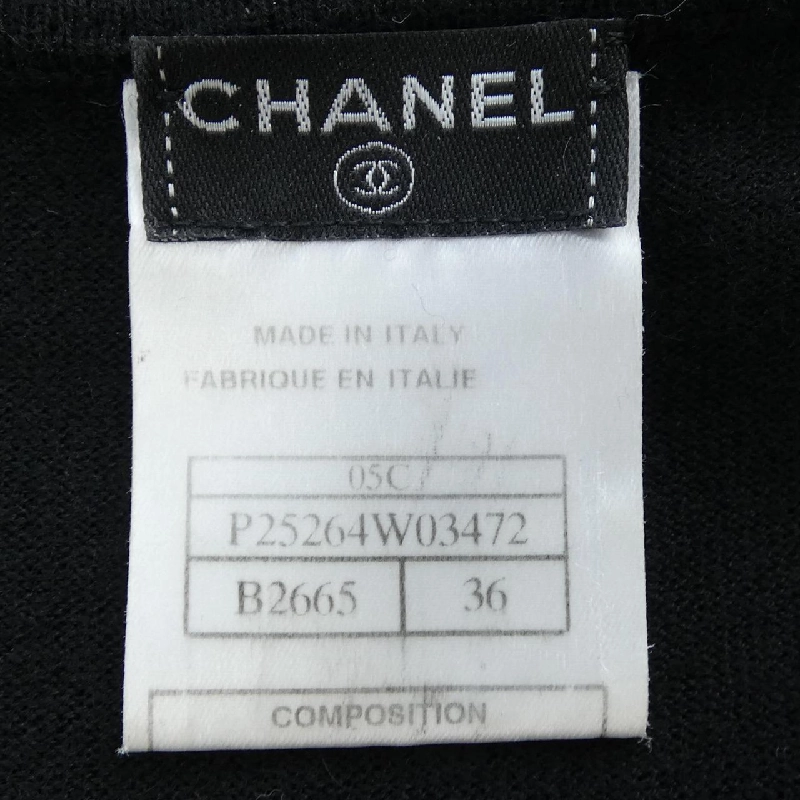 CHANEL
MADE IN ITALY
FABRIQUE EN ITALIE
05C
P25264W03472
B2665 36
COMPOSITION